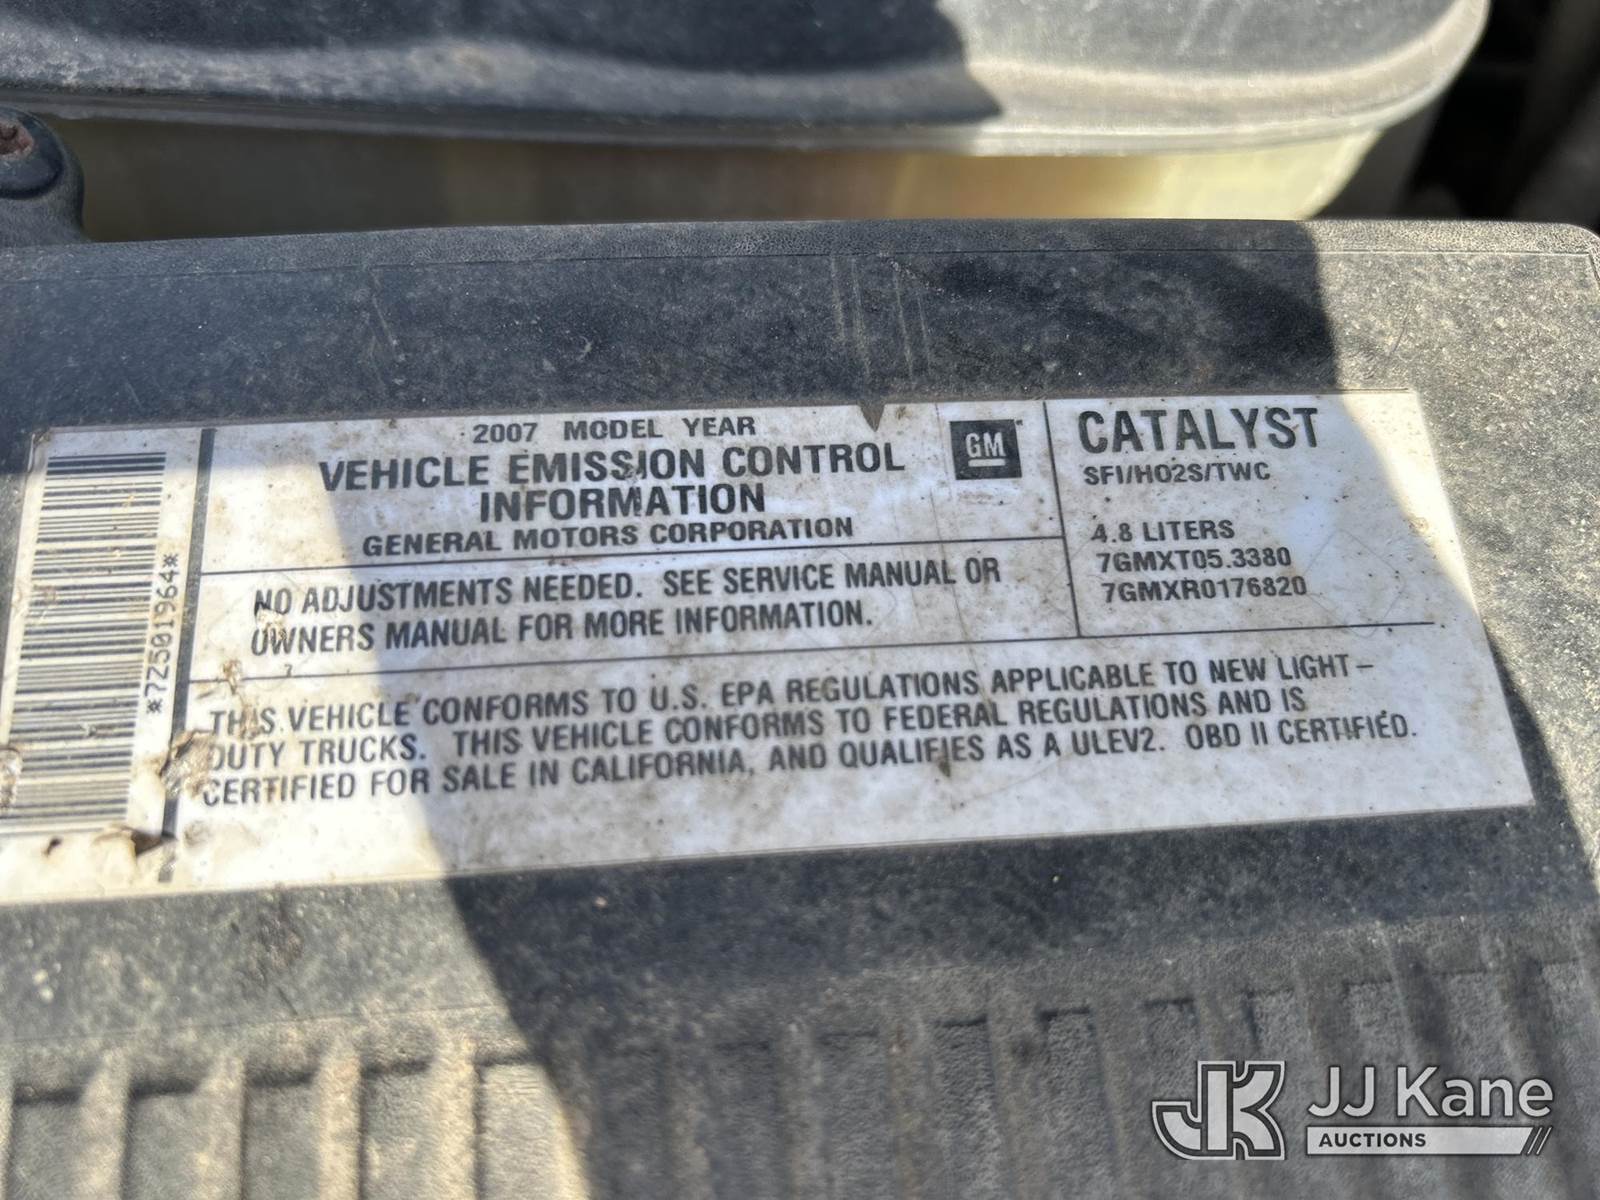 2007 MODEL YEAR
VEHICLE EMISSION CONTROL
INFORMATION
GENERAL MOTORS CORPORATION
GM
NO ADJUSTMENTS NEEDED. SEE SERVICE MANUAL OR
OWNERS MANUAL FOR MORE INFORMATION.
CATALYST
SFI/HO2S/TWC
4.8 LITERS
7GMXT05.3380
7GMXR0176820
THIS VEHICLE CONFORMS TO U.S. EPA REGULATIONS APPLICABLE TO NEW LIGHT-
DUTY TRUCKS. THIS VEHICLE CONFORMS TO FEDERAL REGULATIONS AND IS
CERTIFIED FOR SALE IN CALIFORNIA, AND QUALIFIES AS A ULEV2. OBD II CERTIFIED.
*7Z501964*
JK JJ Kane
AUCTIONS